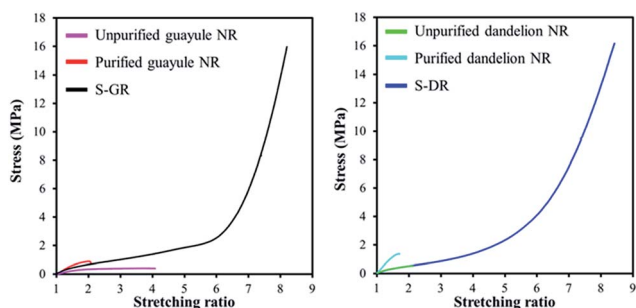 18
16
14
12
10
8
6
4
2
0
Stress (MPa)
Unpurified guayule NR
Purified guayule NR
S-GR
1 2 3 4 5 6 7 8 9
Stretching ratio
18
16
14
12
10
8
6
4
2
0
Stress (MPa)
Unpurified dandelion NR
Purified dandelion NR
S-DR
1 2 3 4 5 6 7 8 9
Stretching ratio